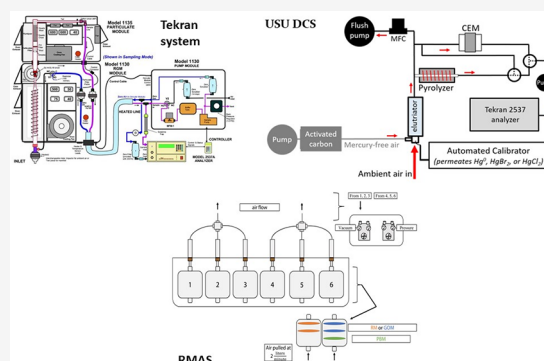 Model 1135
PARTICULATE
MODULE
Tekran
system
(Shown in Sampling Mode)
Model 1130
RGM
MODULE
Model 1130
PUMP MODULE
HEATED LINE
CONTROLLER
MODEL 2537A
ANALYZER
INLET
USU DCS
Flush
pump
MFC
CEM
Pyrolyzer
Tekran 2537
analyzer
elutriator
Pump
Activated
carbon
Mercury-free air
Automated Calibrator
(permeates Hg⁰, HgBr₂, or HgCl₂)
Ambient air in
air flow
From 1, 2, 3
From 4, 5, 6
Vacuum
1
2
3
4
5
6
RM or GOM
PBM
Air pulled at
RMAS